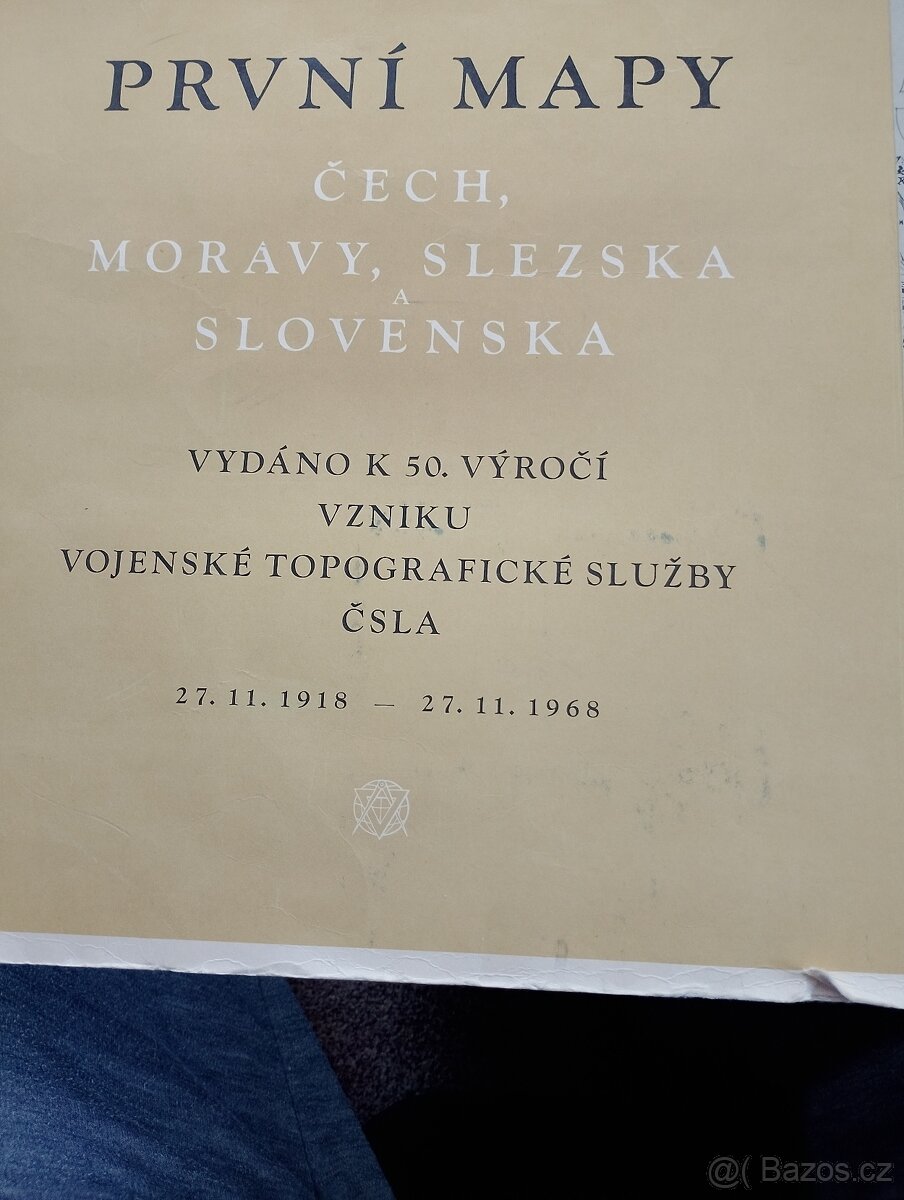 PRVNÍ MAPY
ČECH,
MORAVY, SLEZSKA
A
SLOVENSKA
VYDÁNO K 50. VÝROČÍ
VZNIKU
VOJENSKÉ TOPOGRAFICKÉ SLUŽBY
ČSLA
27. 11. 1918 — 27. 11. 1968
@( Bazos.cz